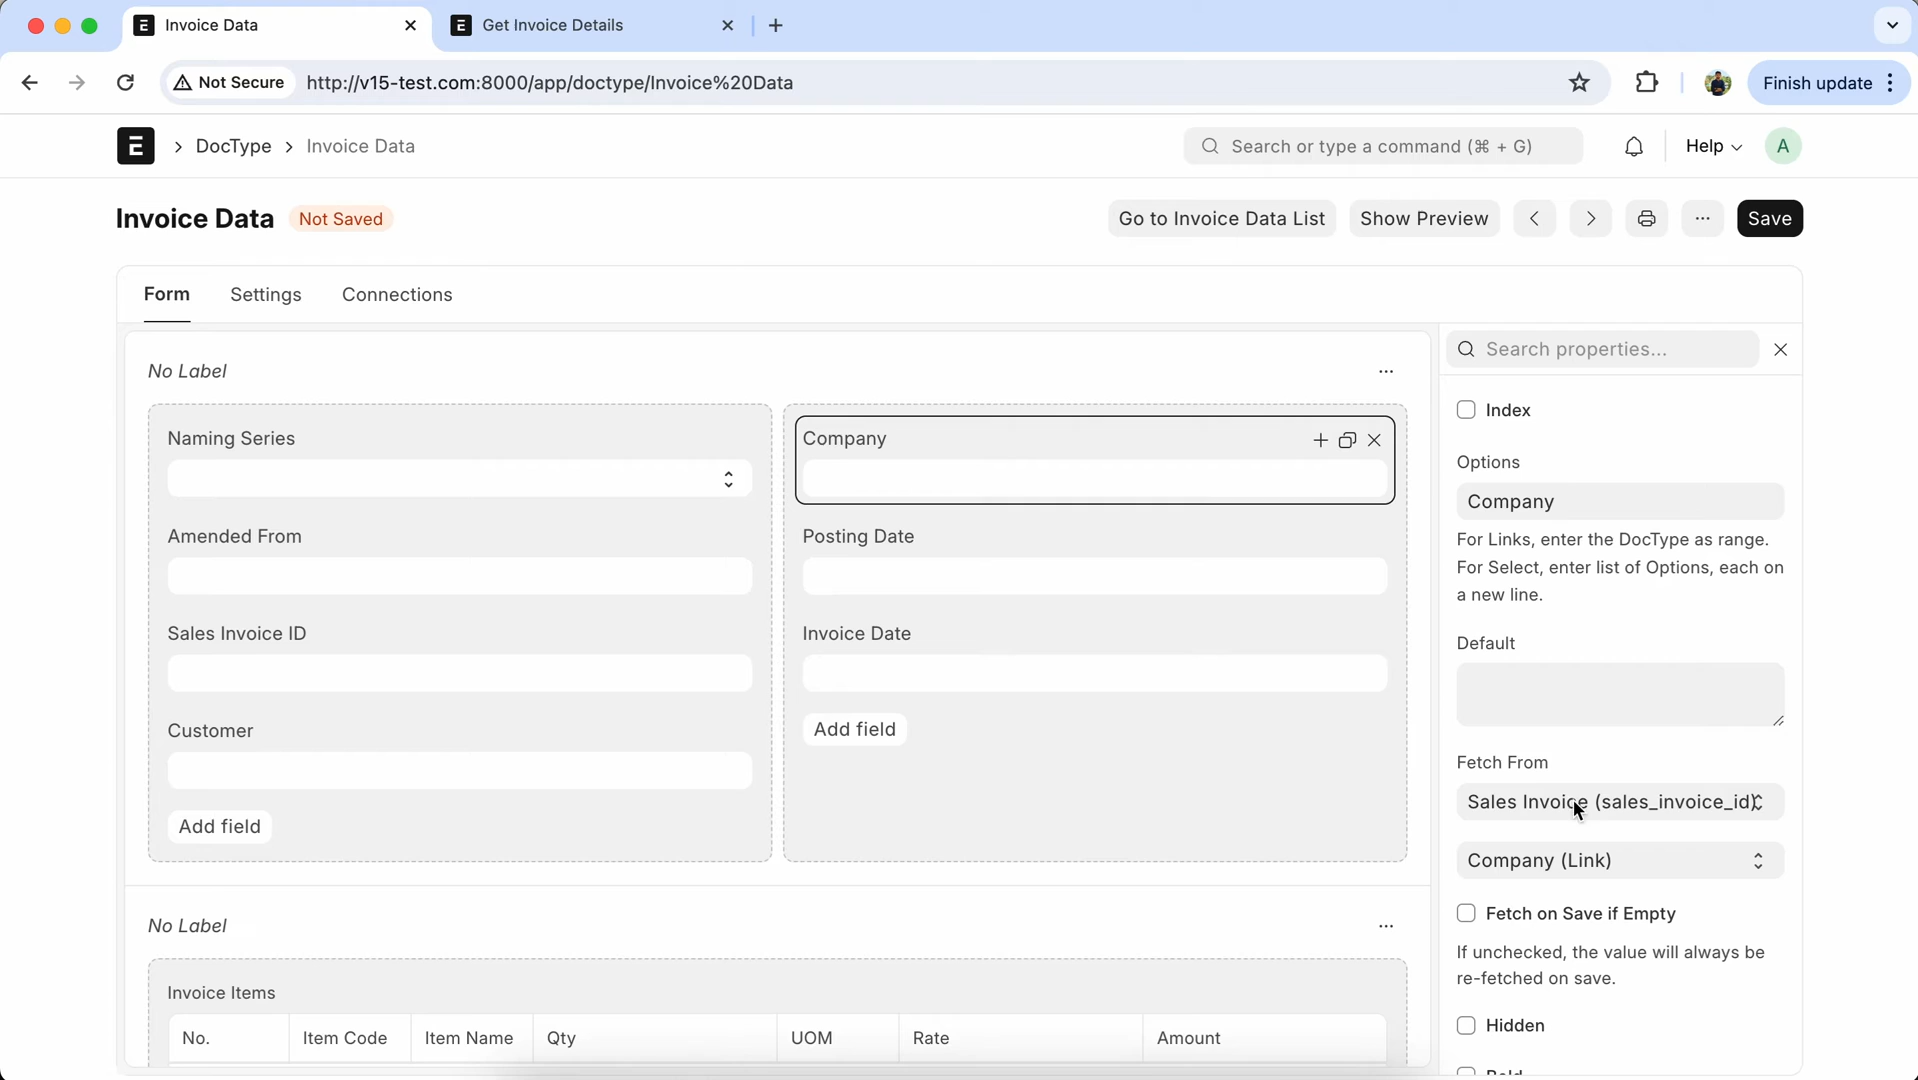 Invoice Data
Get Invoice Details
Not Secure
http://v15-test.com:8000/app/doctype/Invoice%20Data
Finish update
E
DocType
Invoice Data
Search or type a command (⌘ + G)
Help
A
Invoice Data
Not Saved
Go to Invoice Data List
Show Preview
Save
Form
Settings
Connections
No Label
Naming Series
Company
Amended From
Posting Date
Sales Invoice ID
Invoice Date
Customer
Add field
Add field
No Label
Invoice Items
No.
Item Code
Item Name
Qty
UOM
Rate
Amount
Search properties...
Index
Options
Company
For Links, enter the DocType as range.
For Select, enter list of Options, each on
a new line.
Default
Fetch From
Sales Invoice (sales_invoice_id)
Company (Link)
Fetch on Save if Empty
If unchecked, the value will always be
re-fetched on save.
Hidden